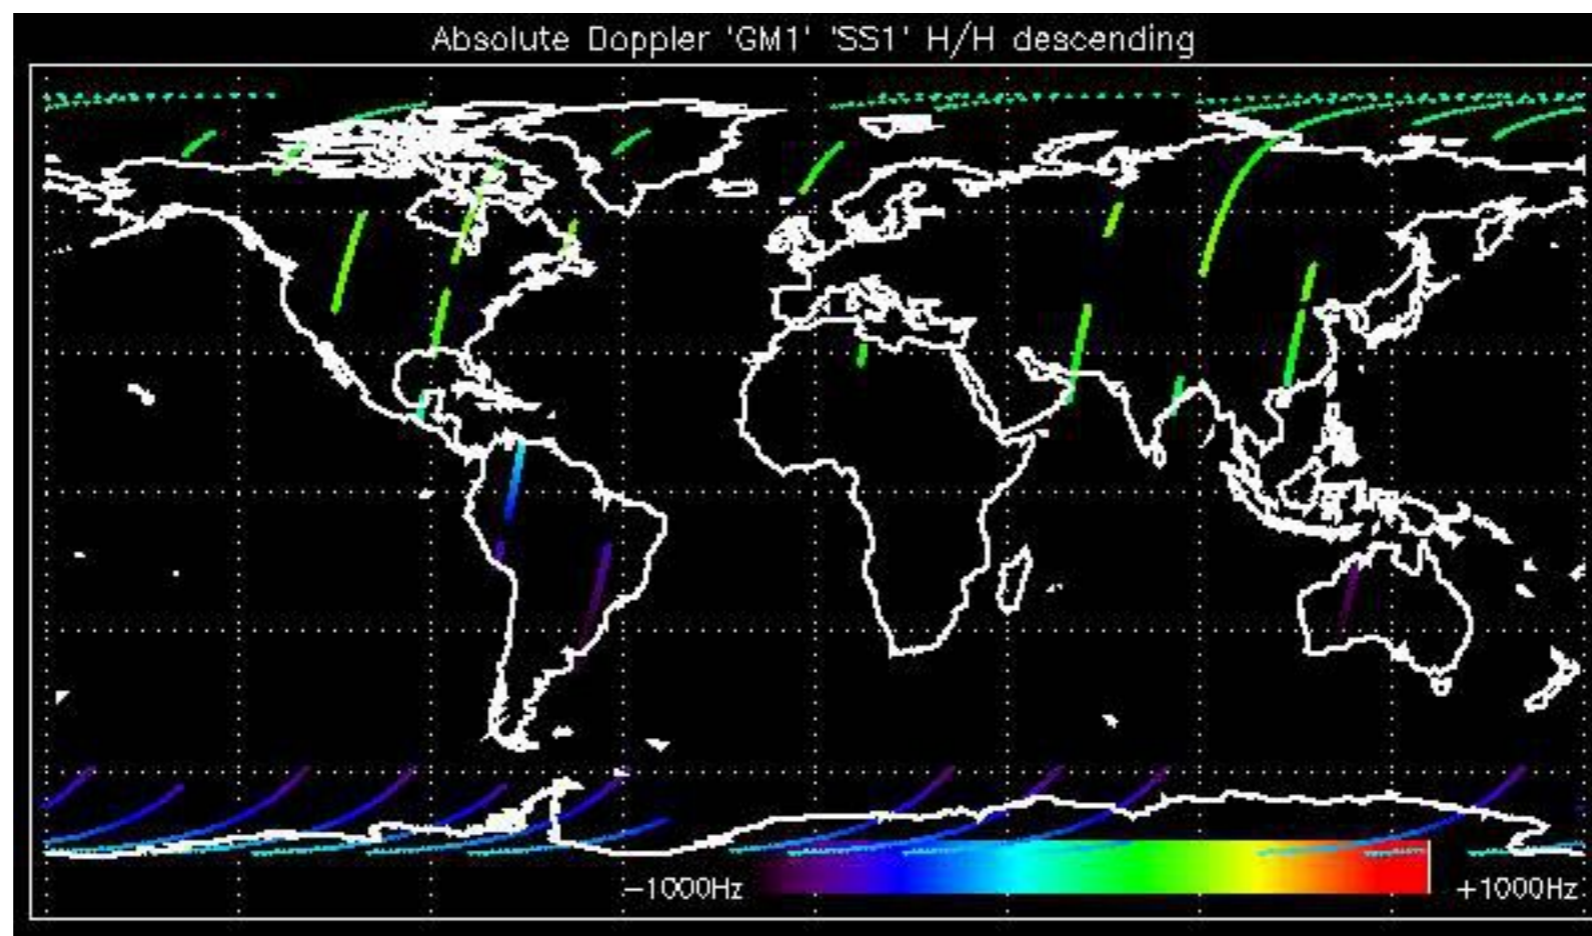 Absolute Doppler 'GM1' 'SS1' H/H descending
−1000Hz
+1000Hz